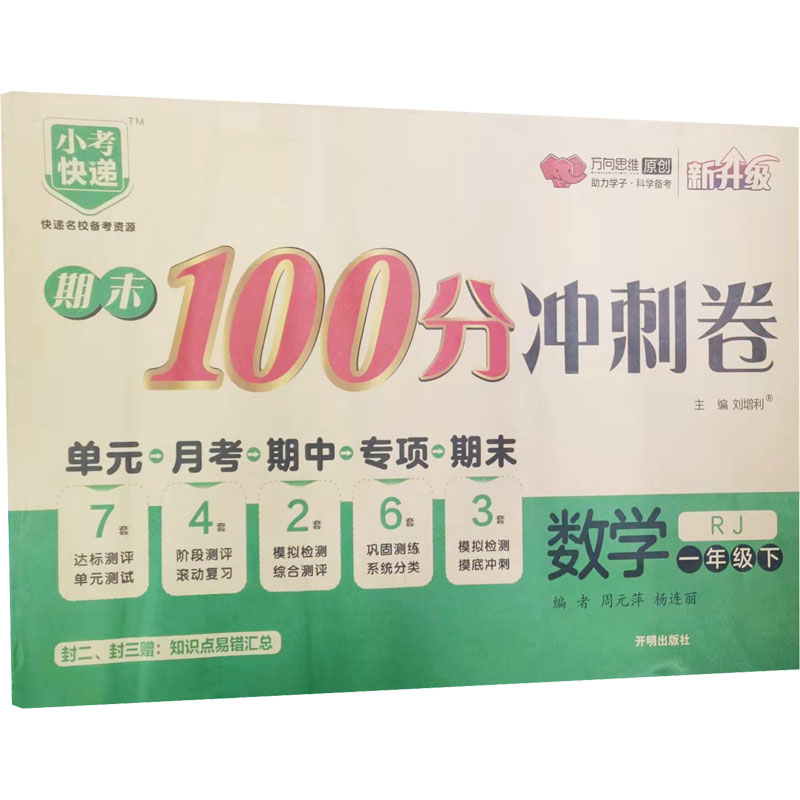 小考
快递
TM
快递名校备考资源
万向思维 原创
助力学子·科学备考
新升级
期末
100分冲刺卷
主 编 刘增利®
单元 月考 期中 专项 期末
7套
达标测评
单元测试
4套
阶段测评
滚动复习
2套
模拟检测
综合测评
6套
巩固测练
系统分类
3套
模拟检测
摸底冲刺
数学
RJ
一年级下
编 者 周元萍 杨连丽
封二、封三赠：知识点易错汇总
开明出版社